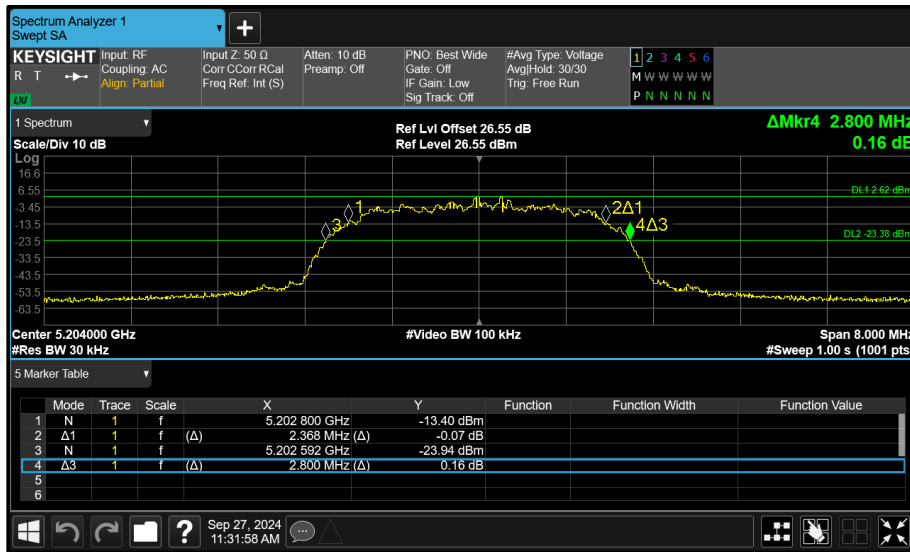 Spectrum Analyzer 1
Swept SA
+
KEYSIGHT Input: RF Input Z: 50 Ω Atten: 10 dB PNO: Best Wide #Avg Type: Voltage 1 2 3 4 5 6
R T Coupling: AC Corr CCorr RCal Preamp: Off Gate: Off Avg|Hold: 30/30 M W W W W W
Align: Partial Freq Ref: Int (S) IF Gain: Low Trig: Free Run P N N N N N
LXI Sig Track: Off
1 Spectrum Ref Lvl Offset 26.55 dB ΔMkr4 2.800 MHz
Scale/Div 10 dB Ref Level 26.55 dBm 0.16 dB
Log
16.6
6.55
DL1 2.62 dBm
-3.45
1
2Δ1
-13.5
3
4Δ3
DL2 -23.38 dBm
-23.5
-33.5
-43.5
-53.5
-63.5
Center 5.204000 GHz #Video BW 100 kHz Span 8.000 MHz
#Res BW 30 kHz #Sweep 1.00 s (1001 pts
5 Marker Table
Mode Trace Scale X Y Function Function Width Function Value
1 N 1 f 5.202 800 GHz -13.40 dBm
2 Δ1 1 f (Δ) 2.368 MHz (Δ) -0.07 dB
3 N 1 f 5.202 592 GHz -23.94 dBm
4 Δ3 1 f (Δ) 2.800 MHz (Δ) 0.16 dB
5
6
? Sep 27, 2024
11:31:58 AM